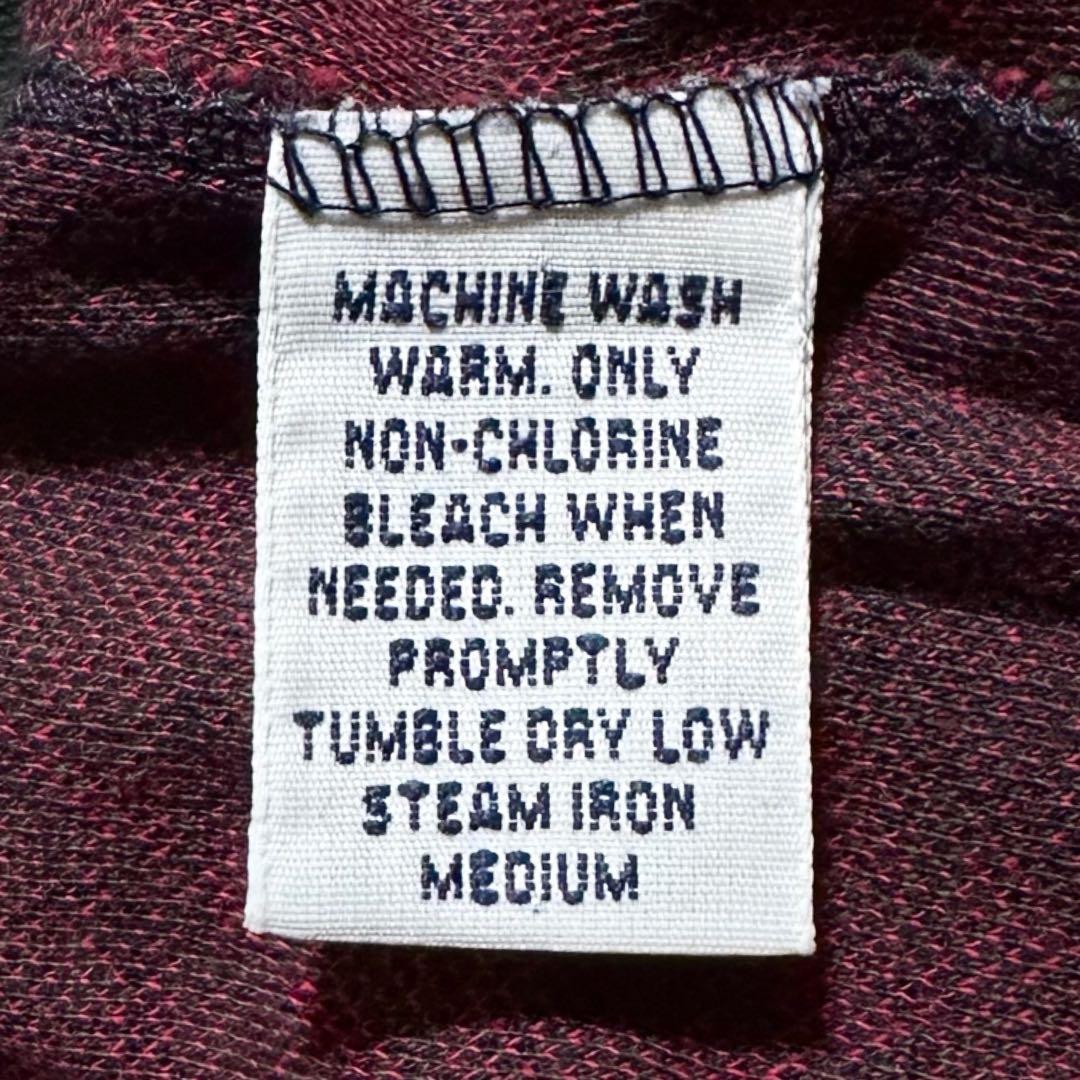 MACHINE WASH
WARM. ONLY
NON-CHLORINE
BLEACH WHEN
NEEDED. REMOVE
PROMPTLY
TUMBLE DRY LOW
STEAM IRON
MEDIUM